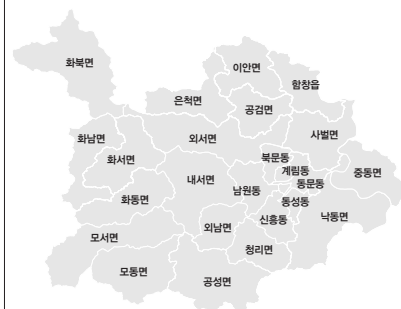 화북면
이안면
함창읍
은척면
공검면
화남면
외서면
사벌면
화서면
북문동
계림동
중동면
내서면
남원동
동문동
화동면
동성동
낙동면
외남면
신흥동
모서면
청리면
모동면
공성면